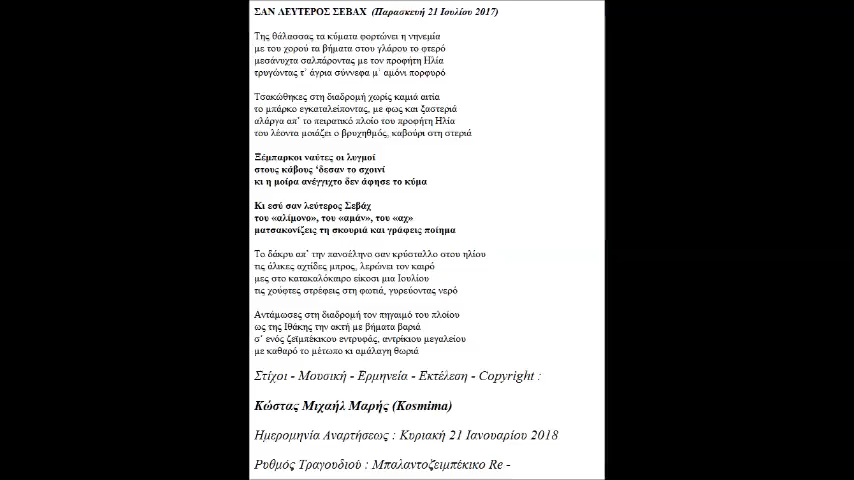 ΣΑΝ ΛΕΥΤΕΡΟΣ ΣΕΒΑΧ (Παρασκευή 21 Ιουλίου 2017)
Της θάλασσας τα κύματα φορτώνει η νηνεμία
με του χορού τα βήματα στου γλάρου το φτερό
μεσάνυχτα σαλπάροντας με τον προφήτη Ηλία
τρυγώντας τ' άγρια σύννεφα μ' αμόνι πορφυρό
Τσακώθηκες στη διαδρομή χωρίς καμιά αιτία
το μπάρκο εγκαταλείποντας, με φως και ξαστεριά
αλάργα απ' το πειρατικό πλοίο του προφήτη Ηλία
του λέοντα μοιάζει ο βρυχηθμός, καβούρι στη στεριά
Ξέμπαρκοι ναύτες οι λυγμοί
στους κάβους 'δεσαν το σχοινί
κι η μοίρα ανέγγιχτο δεν άφησε το κύμα
Κι εσύ σαν λεύτερος Σεβάχ
του «αλίμονο», του «αμάν», του «αχ»
ματσακονίζεις τη σκουριά και γράφεις ποίημα
Το δάκρυ απ' την πανσέληνο σαν κρύσταλλο στου ηλίου
τις άλικες αχτίδες μπρος, λερώνει τον καιρό
μες στο κατακαλόκαιρο είκοσι μια Ιουλίου
τις χούφτες στρέφεις στη φωτιά, γυρεύοντας νερό
Αντάμωσες στη διαδρομή τον πηγαιμό του πλοίου
ως της Ιθάκης την ακτή με βήματα βαριά
σ' ενός ζεϊμπέκικου εντρυφάς, αντρίκιου μεγαλείου
με καθαρό το μέτωπο κι αμάλαγη θωριά
Στίχοι - Μουσική - Ερμηνεία - Εκτέλεση - Copyright :
Κώστας Μιχαήλ Μαρής (Kosmima)
Ημερομηνία Αναρτήσεως : Κυριακή 21 Ιανουαρίου 2018
Ρυθμός Τραγουδιού : Μπαλαντοζειμπέκικο Re -